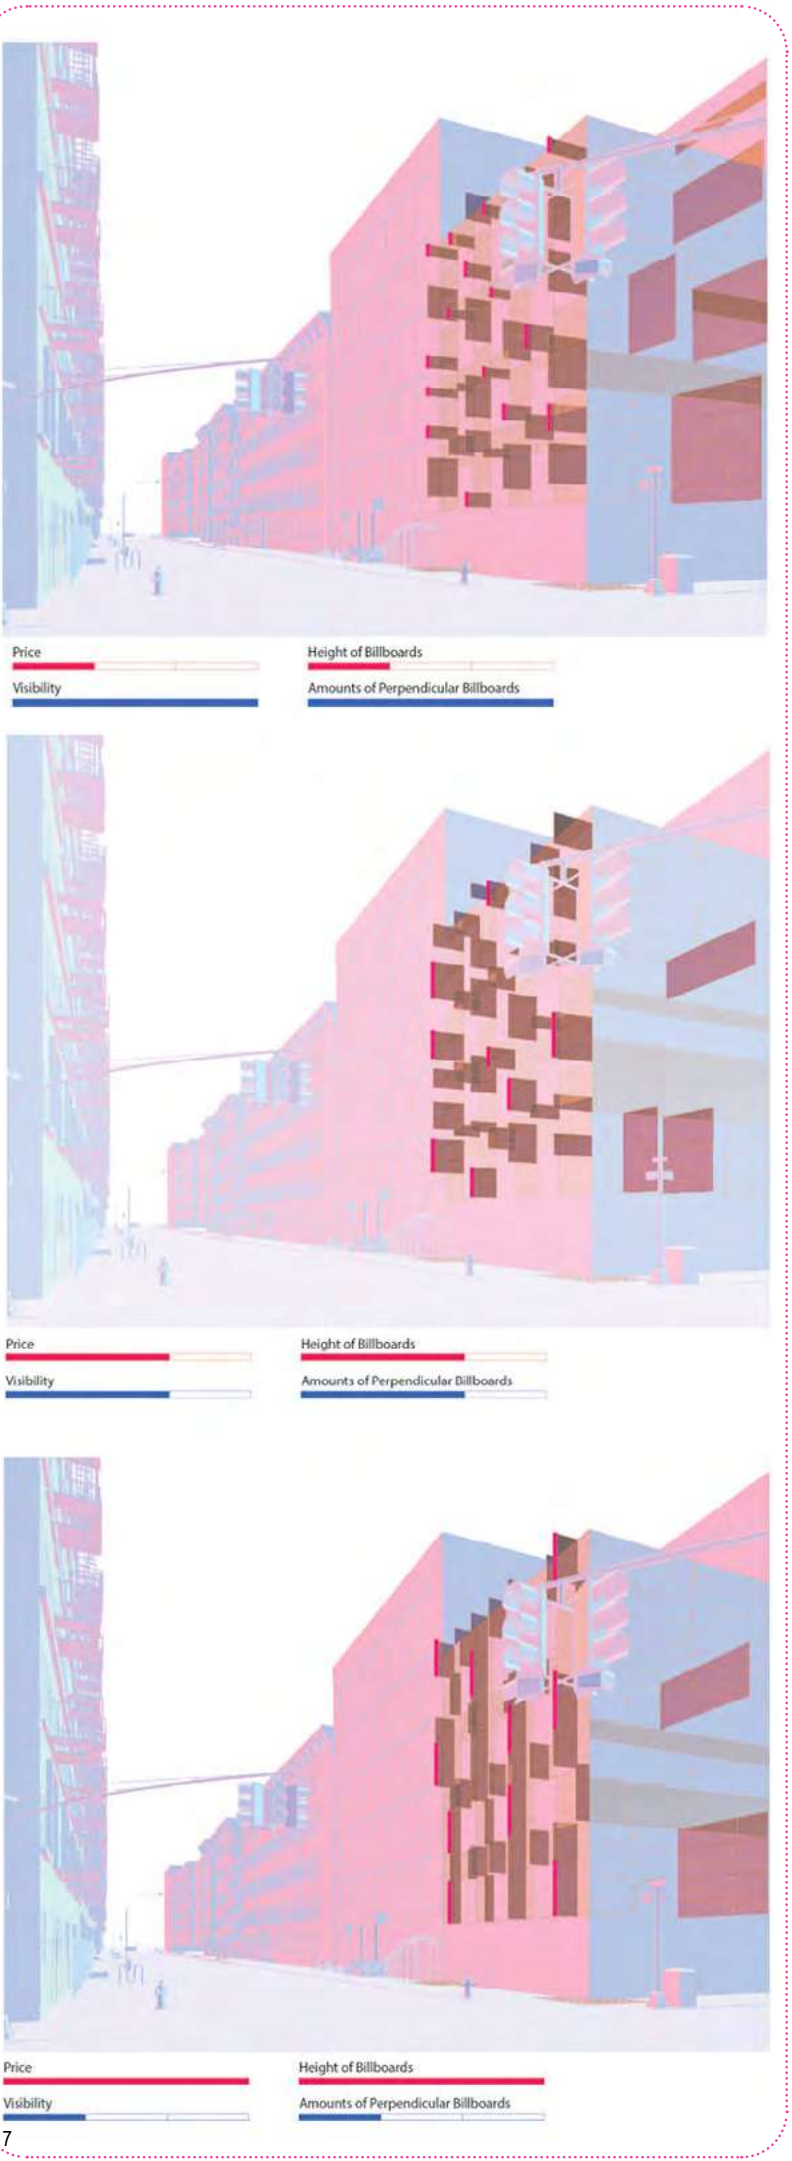 Price
Height of Billboards
Visibility
Amounts of Perpendicular Billboards
Price
Height of Billboards
Visibility
Amounts of Perpendicular Billboards
Price
Height of Billboards
Visibility
Amounts of Perpendicular Billboards
7